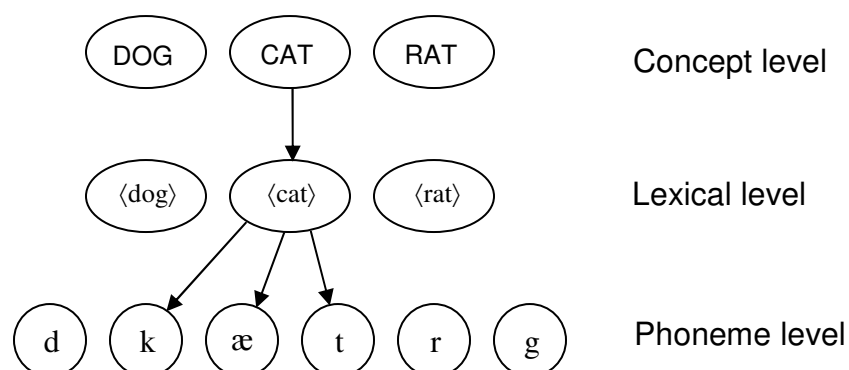 DOG CAT RAT Concept level
⟨dog⟩ ⟨cat⟩ ⟨rat⟩ Lexical level
d k æ t r g Phoneme level